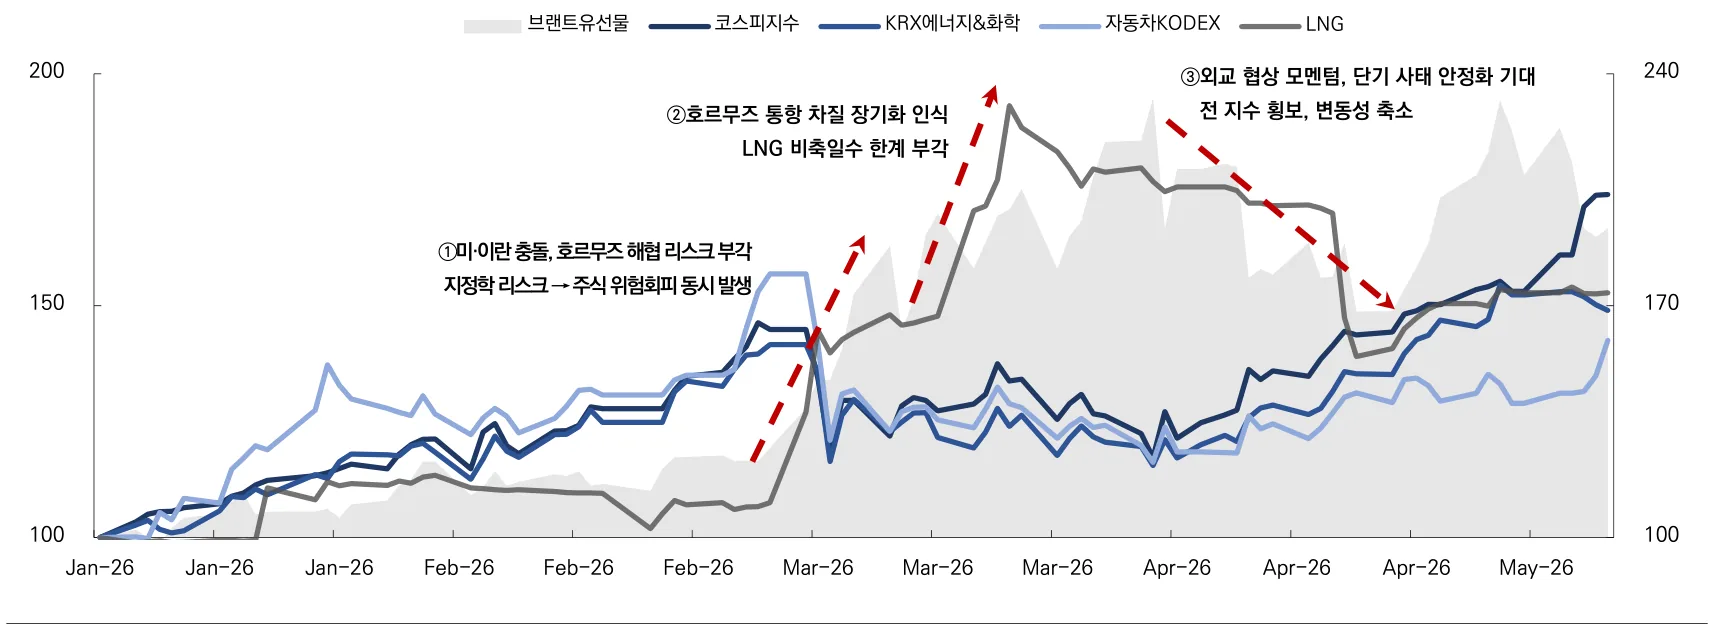 브랜트유선물 코스피지수 KRX에너지&화학 자동차KODEX LNG
200
150
100
240
170
100
①미·이란 충돌, 호르무즈 해협 리스크 부각
지정학 리스크 → 주식 위험회피 동시 발생
②호르무즈 통항 차질 장기화 인식
LNG 비축일수 한계 부각
③외교 협상 모멘텀, 단기 사태 안정화 기대
전 지수 횡보, 변동성 축소
Jan-26 Jan-26 Jan-26 Feb-26 Feb-26 Feb-26 Mar-26 Mar-26 Mar-26 Apr-26 Apr-26 Apr-26 May-26